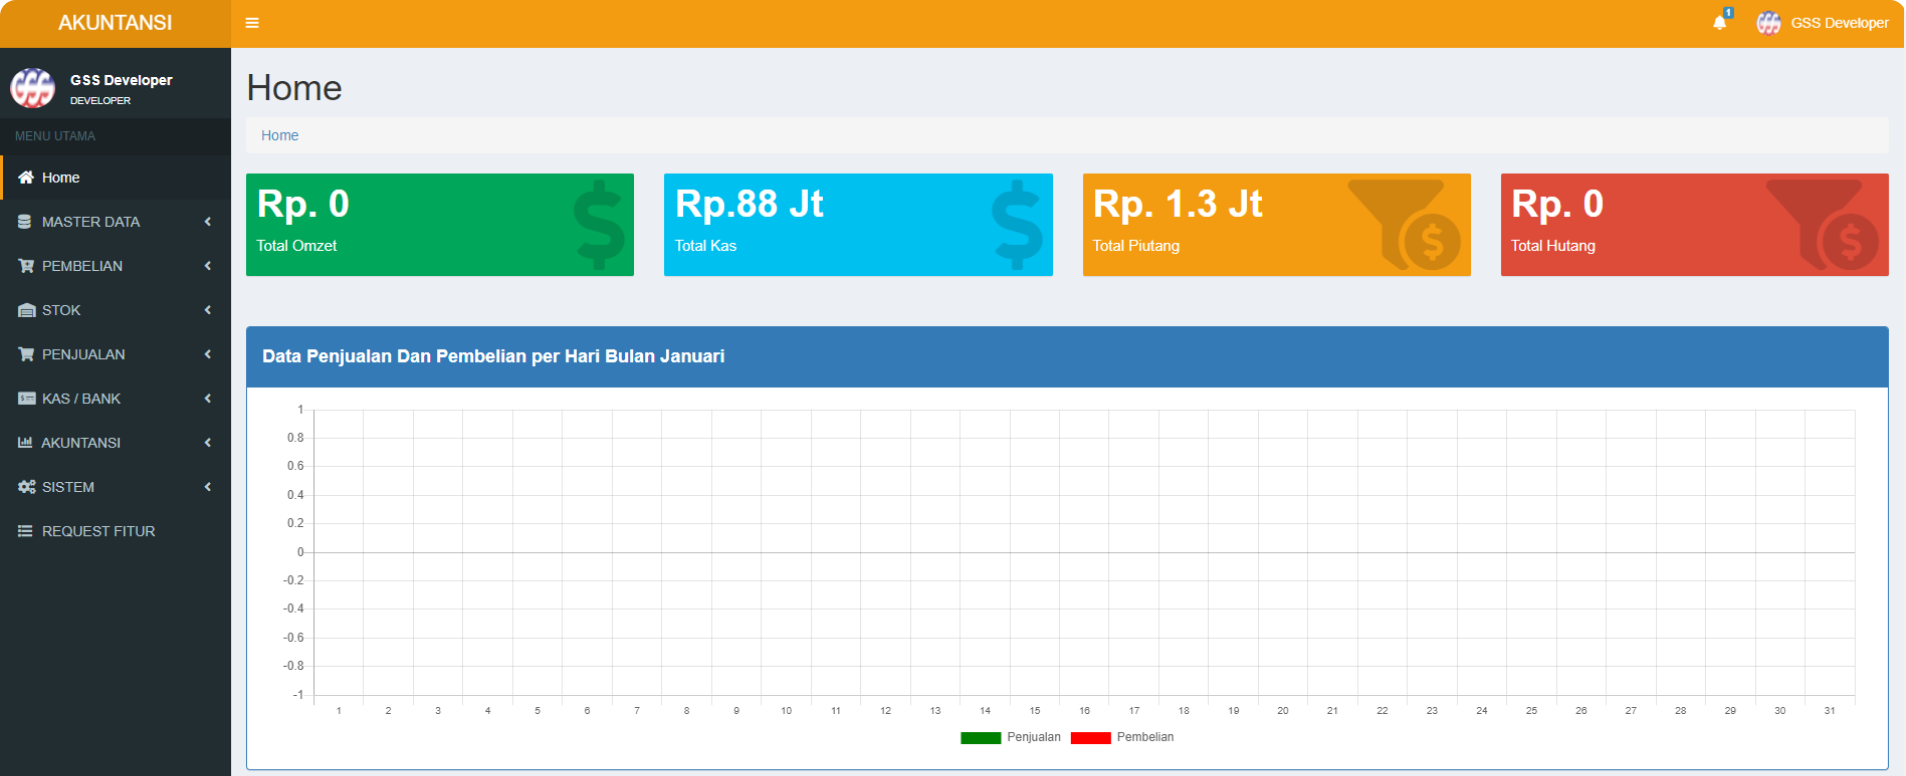 AKUNTANSI
1
GSS Developer
GSS Developer
DEVELOPER
MENU UTAMA
Home
MASTER DATA
PEMBELIAN
STOK
PENJUALAN
KAS / BANK
AKUNTANSI
SISTEM
REQUEST FITUR
Home
Home
Rp. 0
Total Omzet
Rp.88 Jt
Total Kas
Rp. 1.3 Jt
Total Piutang
Rp. 0
Total Hutang
Data Penjualan Dan Pembelian per Hari Bulan Januari
1
0.8
0.6
0.4
0.2
0
-0.2
-0.4
-0.6
-0.8
-1
1 2 3 4 5 6 7 8 9 10 11 12 13 14 15 16 17 18 19 20 21 22 23 24 25 26 27 28 29 30 31
Penjualan Pembelian